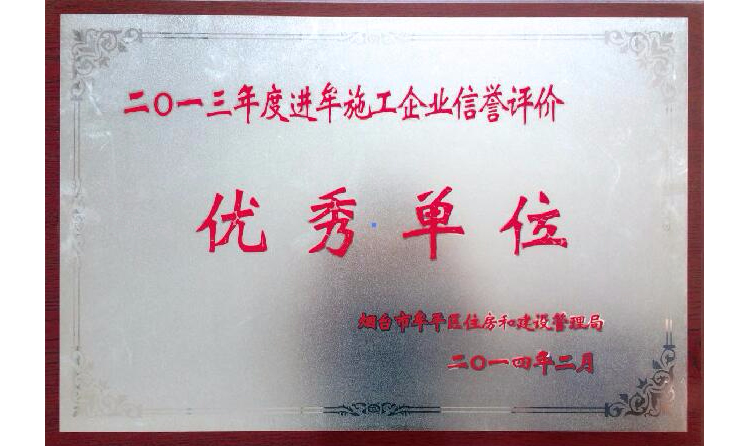 二〇一三年度进牟施工企业信誉评价
优秀单位
烟台市牟平区住房和建设管理局
二〇一四年二月